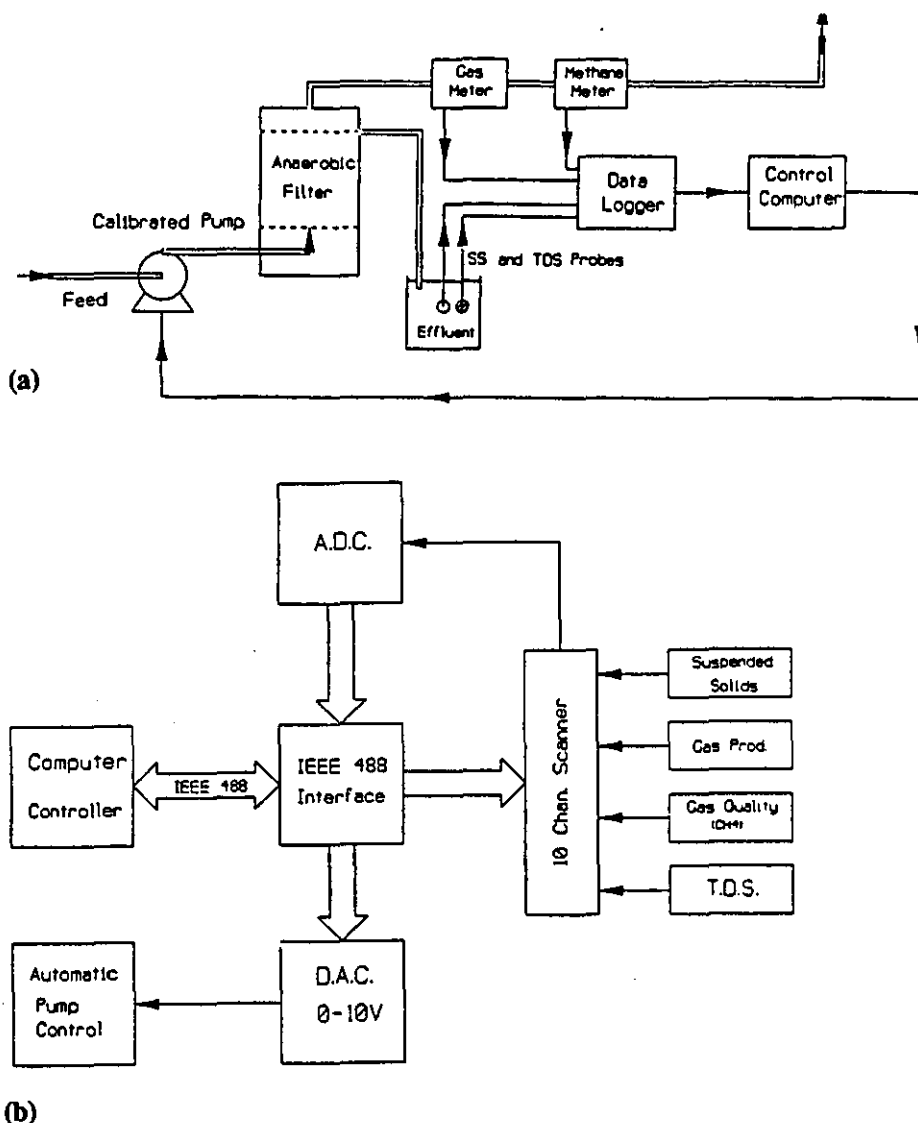 Gas
Meter
Methane
Meter
Anaerobic
Filter
Data
Logger
Control
Computer
Calibrated Pump
SS and TDS Probes
Feed
Effluent
(a)
A.D.C.
Suspended
Solids
Gas Prod.
Gas Quality
(CH4)
T.D.S.
10 Chan. Scanner
Computer
Controller
IEEE 488
IEEE 488
Interface
Automatic
Pump
Control
D.A.C.
0-10V
(b)